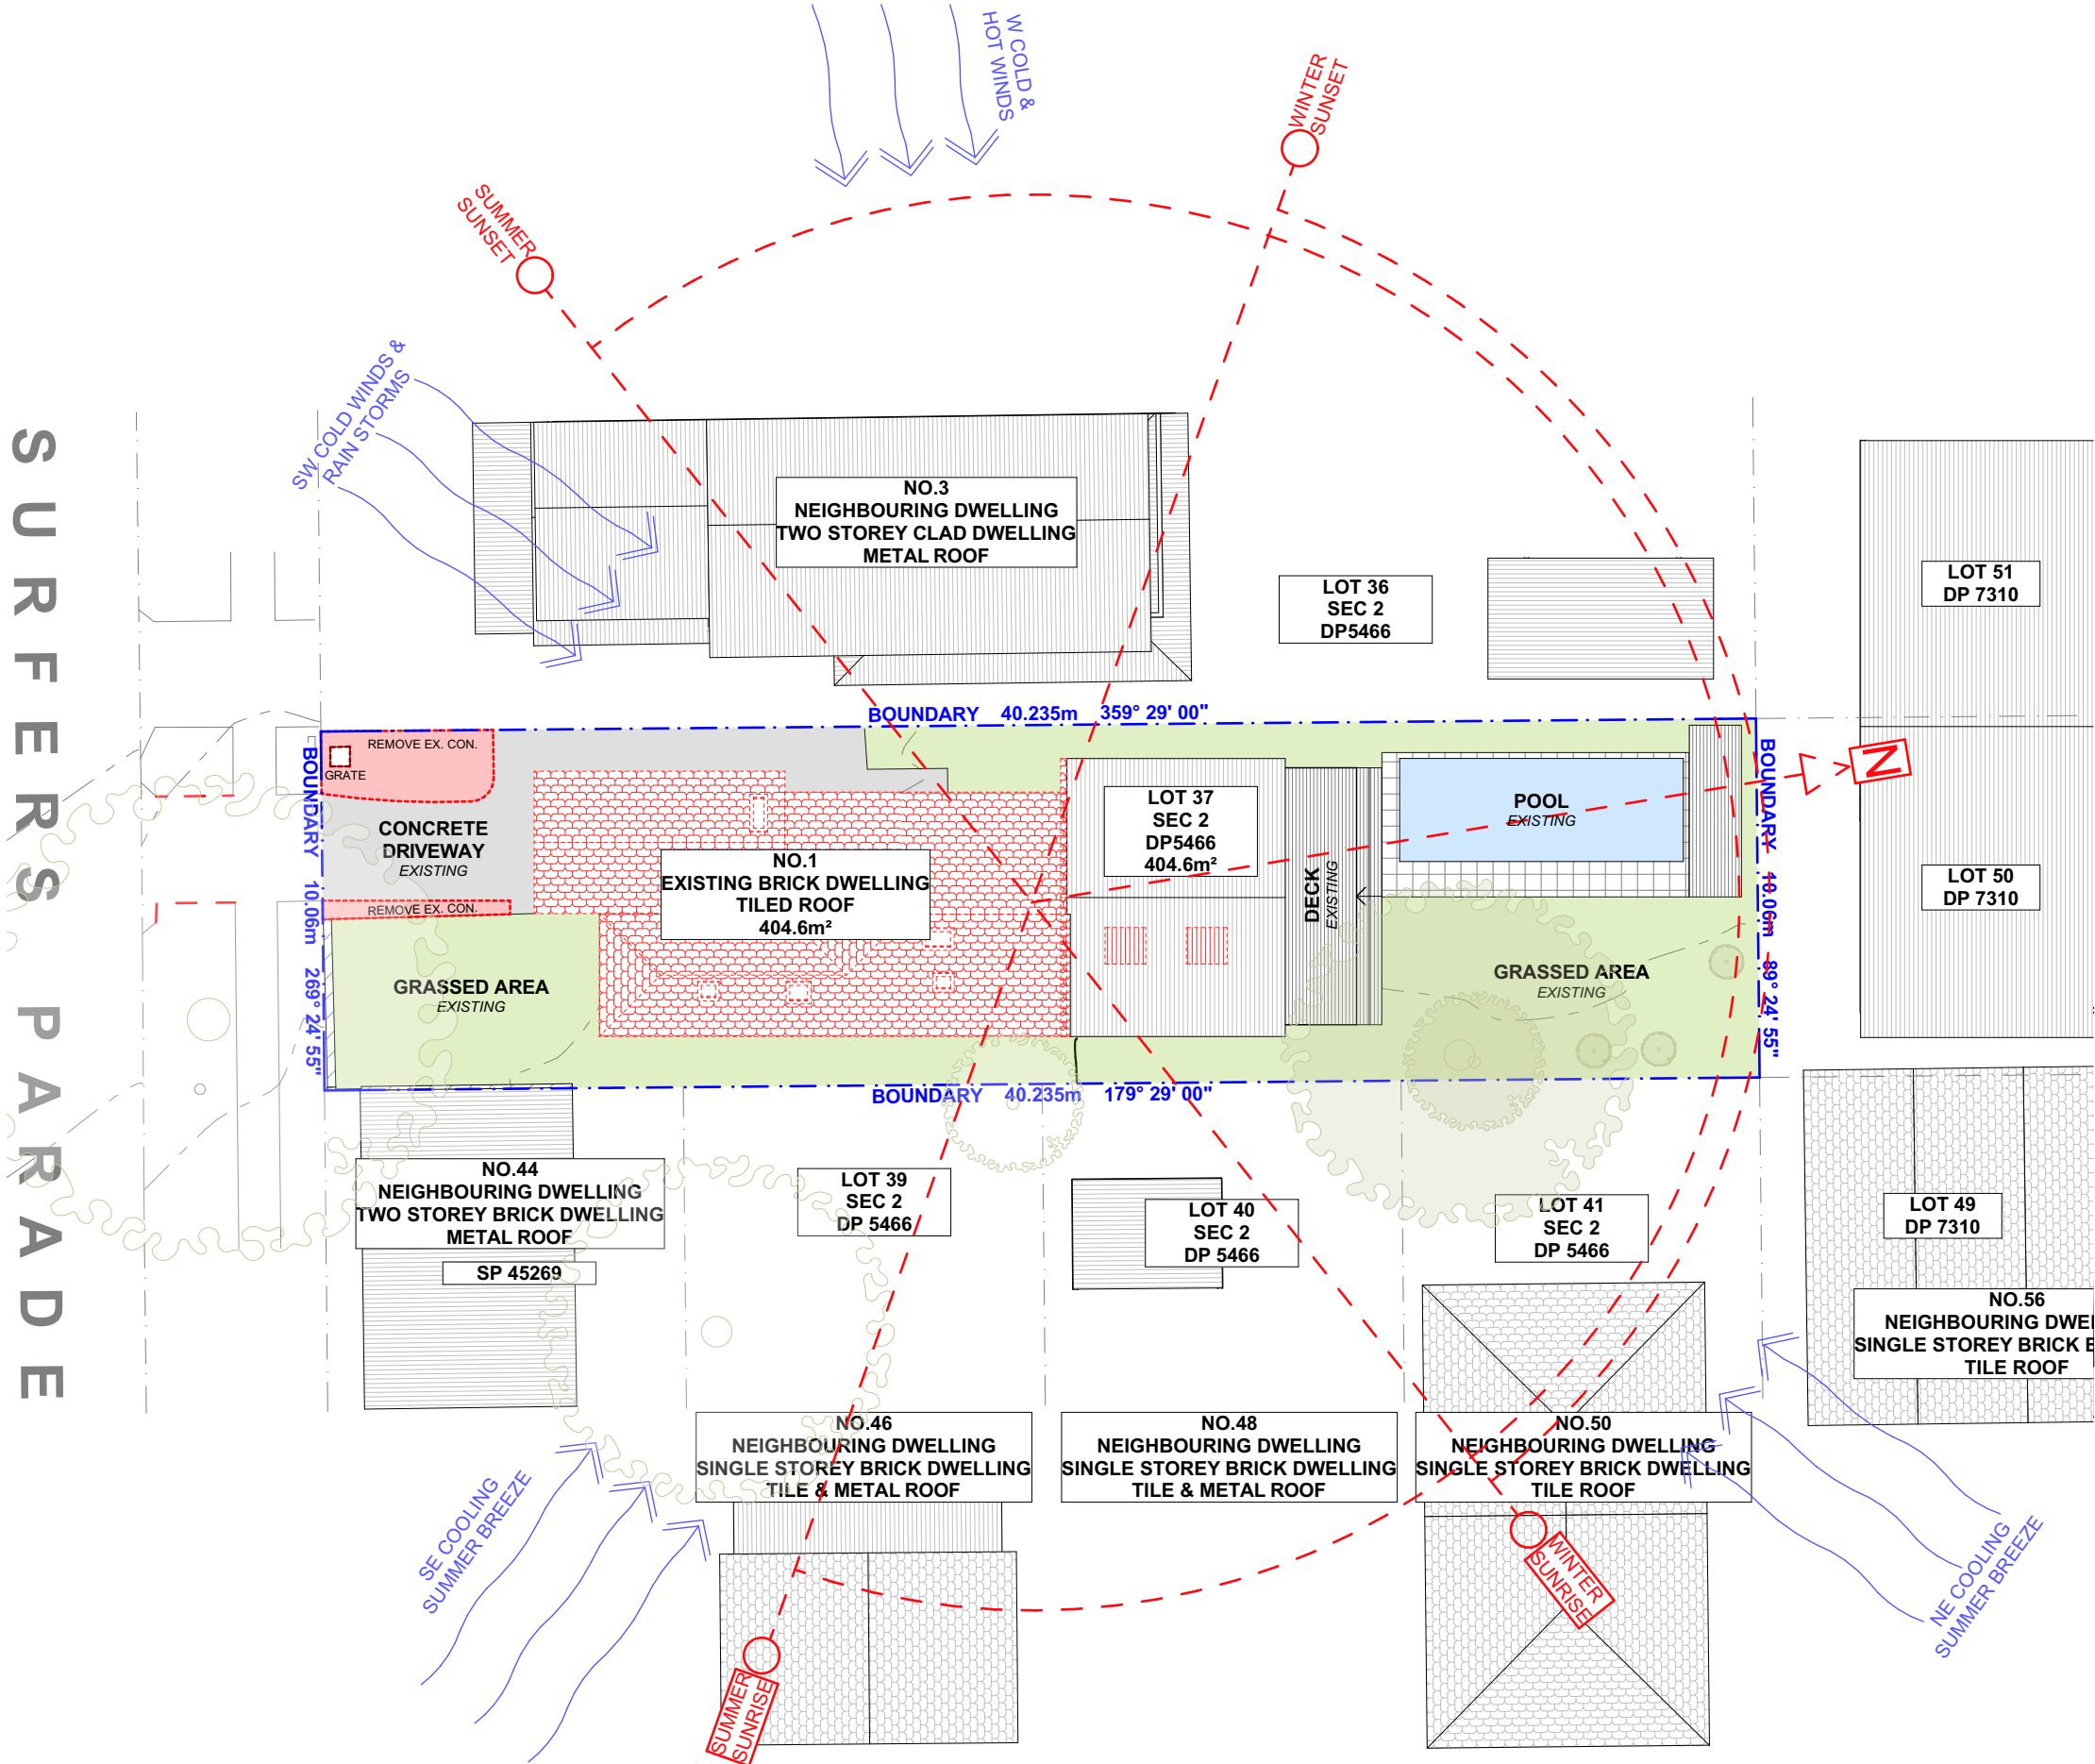 W COLD &
HOT WINDS
WINTER
SUNSET
SUMMER
SUNSET
SW COLD WINDS &
RAIN STORMS
SURFERS PARADE
NO.3
NEIGHBOURING DWELLING
TWO STOREY CLAD DWELLING
METAL ROOF
LOT 36
SEC 2
DP5466
LOT 51
DP 7310
BOUNDARY 40.235m 359° 29' 00"
REMOVE EX. CON.
GRATE
BOUNDARY 10.06m 269° 24' 55"
CONCRETE
DRIVEWAY
EXISTING
REMOVE EX. CON.
NO.1
EXISTING BRICK DWELLING
TILED ROOF
404.6m²
LOT 37
SEC 2
DP5466
404.6m²
DECK
EXISTING
POOL
EXISTING
BOUNDARY 10.06m 89° 24' 55"
N
LOT 50
DP 7310
GRASSED AREA
EXISTING
GRASSED AREA
EXISTING
BOUNDARY 40.235m 179° 29' 00"
NO.44
NEIGHBOURING DWELLING
TWO STOREY BRICK DWELLING
METAL ROOF
SP 45269
LOT 39
SEC 2
DP 5466
LOT 40
SEC 2
DP 5466
LOT 41
SEC 2
DP 5466
LOT 49
DP 7310
NO.56
NEIGHBOURING DWE
SINGLE STOREY BRICK
TILE ROOF
NO.46
NEIGHBOURING DWELLING
SINGLE STOREY BRICK DWELLING
TILE & METAL ROOF
NO.48
NEIGHBOURING DWELLING
SINGLE STOREY BRICK DWELLING
TILE & METAL ROOF
NO.50
NEIGHBOURING DWELLING
SINGLE STOREY BRICK DWELLING
TILE ROOF
SE COOLING
SUMMER BREEZE
WINTER
SUNRISE
NE COOLING
SUMMER BREEZE
SUMMER
SUNRISE